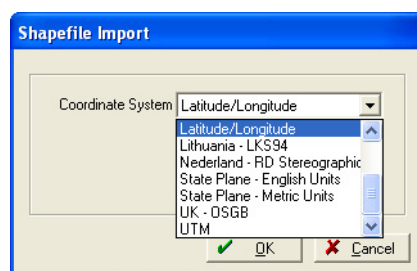 Shapefile Import
Coordinate System Latitude/Longitude
Latitude/Longitude
Lithuania - LKS94
Nederland - RD Stereographic
State Plane - English Units
State Plane - Metric Units
UK - OSGB
UTM
OK Cancel